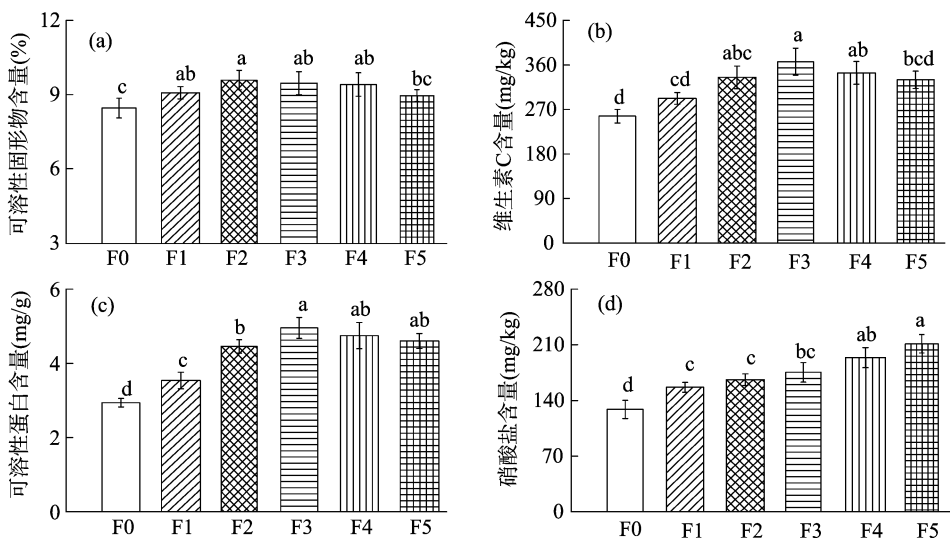 可溶性固形物含量(%)
12
9
6
3
(a)
c
ab
a
ab
ab
bc
F0 F1 F2 F3 F4 F5
维生素C含量(mg/kg)
450
360
270
180
90
0
(b)
d
cd
abc
a
ab
bcd
F0 F1 F2 F3 F4 F5
可溶性蛋白含量(mg/g)
6
4
2
0
(c)
d
c
b
a
ab
ab
F0 F1 F2 F3 F4 F5
硝酸盐含量(mg/kg)
280
210
140
70
0
(d)
d
c
c
bc
ab
a
F0 F1 F2 F3 F4 F5